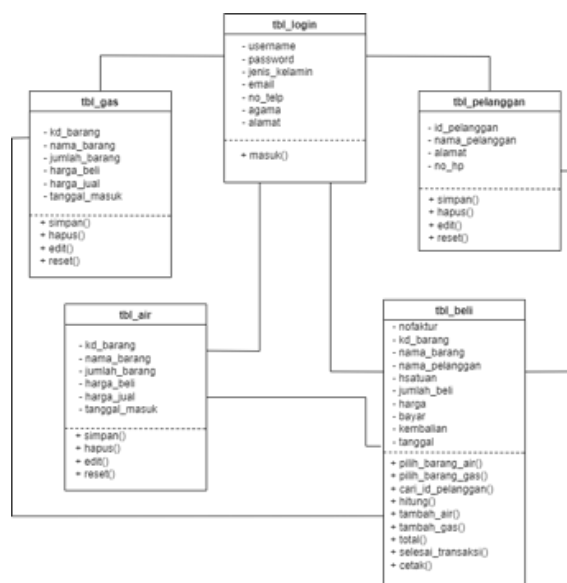 tbl_login
- username
- password
- jenis_kelamin
- email
- no_telp
- agama
- alamat
+ masuk()
tbl_gas
- kd_barang
- nama_barang
- jumlah_barang
- harga_beli
- harga_jual
- tanggal_masuk
+ simpan()
+ hapus()
+ edit()
+ reset()
tbl_pelanggan
- id_pelanggan
- nama_pelanggan
- alamat
- no_hp
+ simpan()
+ hapus()
+ edit()
+ reset()
tbl_air
- kd_barang
- nama_barang
- jumlah_barang
- harga_beli
- harga_jual
- tanggal_masuk
+ simpan()
+ hapus()
+ edit()
+ reset()
tbl_beli
- nofaktur
- kd_barang
- nama_barang
- nama_pelanggan
- hsatuan
- jumlah_beli
- harga
- bayar
- kembalian
- tanggal
+ pilih_barang_air()
+ pilih_barang_gas()
+ cari_id_pelanggan()
+ hitung()
+ tambah_air()
+ tambah_gas()
+ total()
+ selesai_transaksi()
+ cetak()